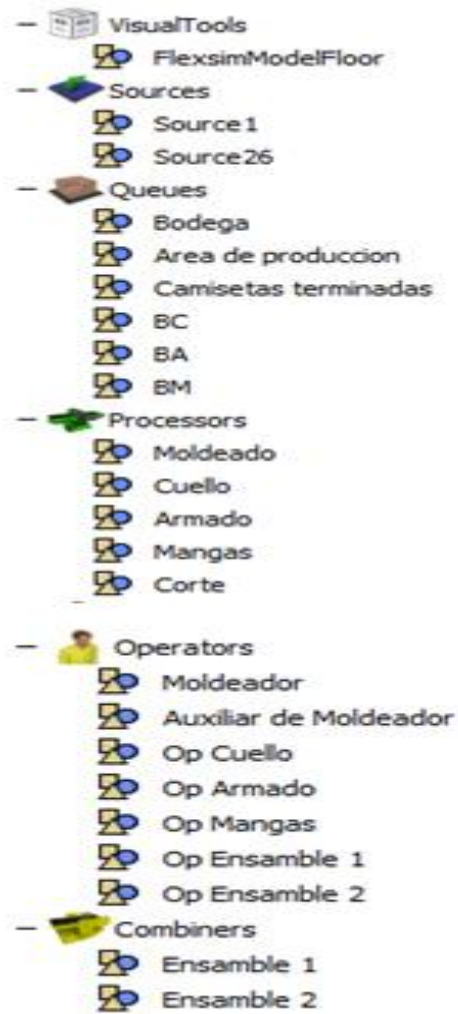 VisualTools
FlexsimModelFloor
Sources
Source1
Source26
Queues
Bodega
Area de produccion
Camisetas terminadas
BC
BA
BM
Processors
Moldeado
Cuello
Armado
Mangas
Corte
Operators
Moldeador
Auxiliar de Moldeador
Op Cuello
Op Armado
Op Mangas
Op Ensamble 1
Op Ensamble 2
Combiners
Ensamble 1
Ensamble 2